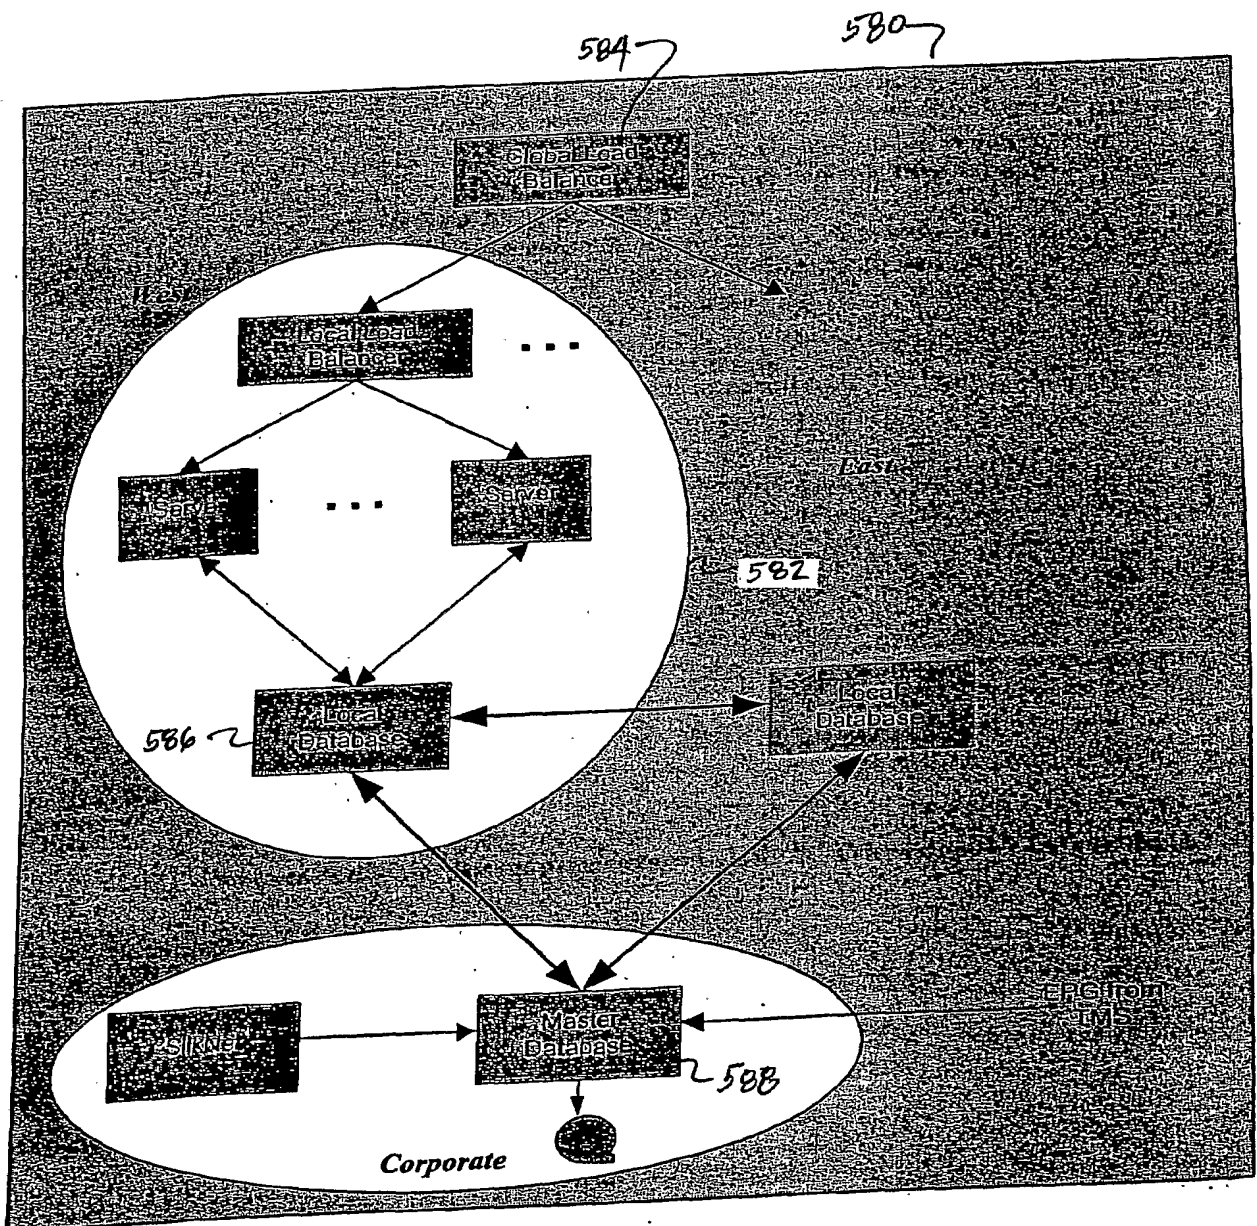 580
584
Global Load
Balancer
West
Local Load
Balancer
...
East
Server
...
582
Local
Database
Local
Database
586
EPG from
TMS
Master
Database
588
Corporate